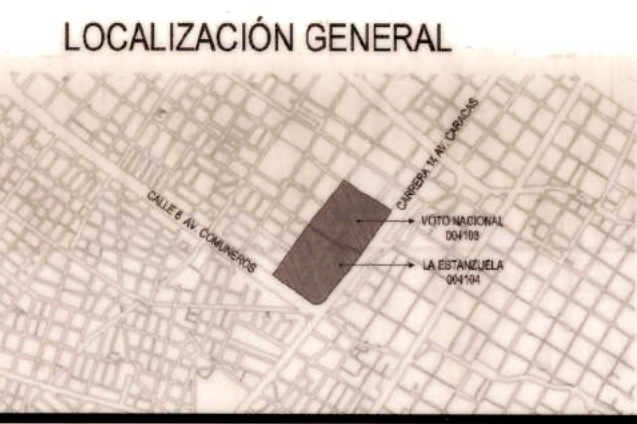 LOCALIZACIÓN GENERAL
CARRERA 14 AV. CARACAS
CALLE 6 AV. COMUNEROS
VOTO NACIONAL
004103
LA ESTANZUELA
004104